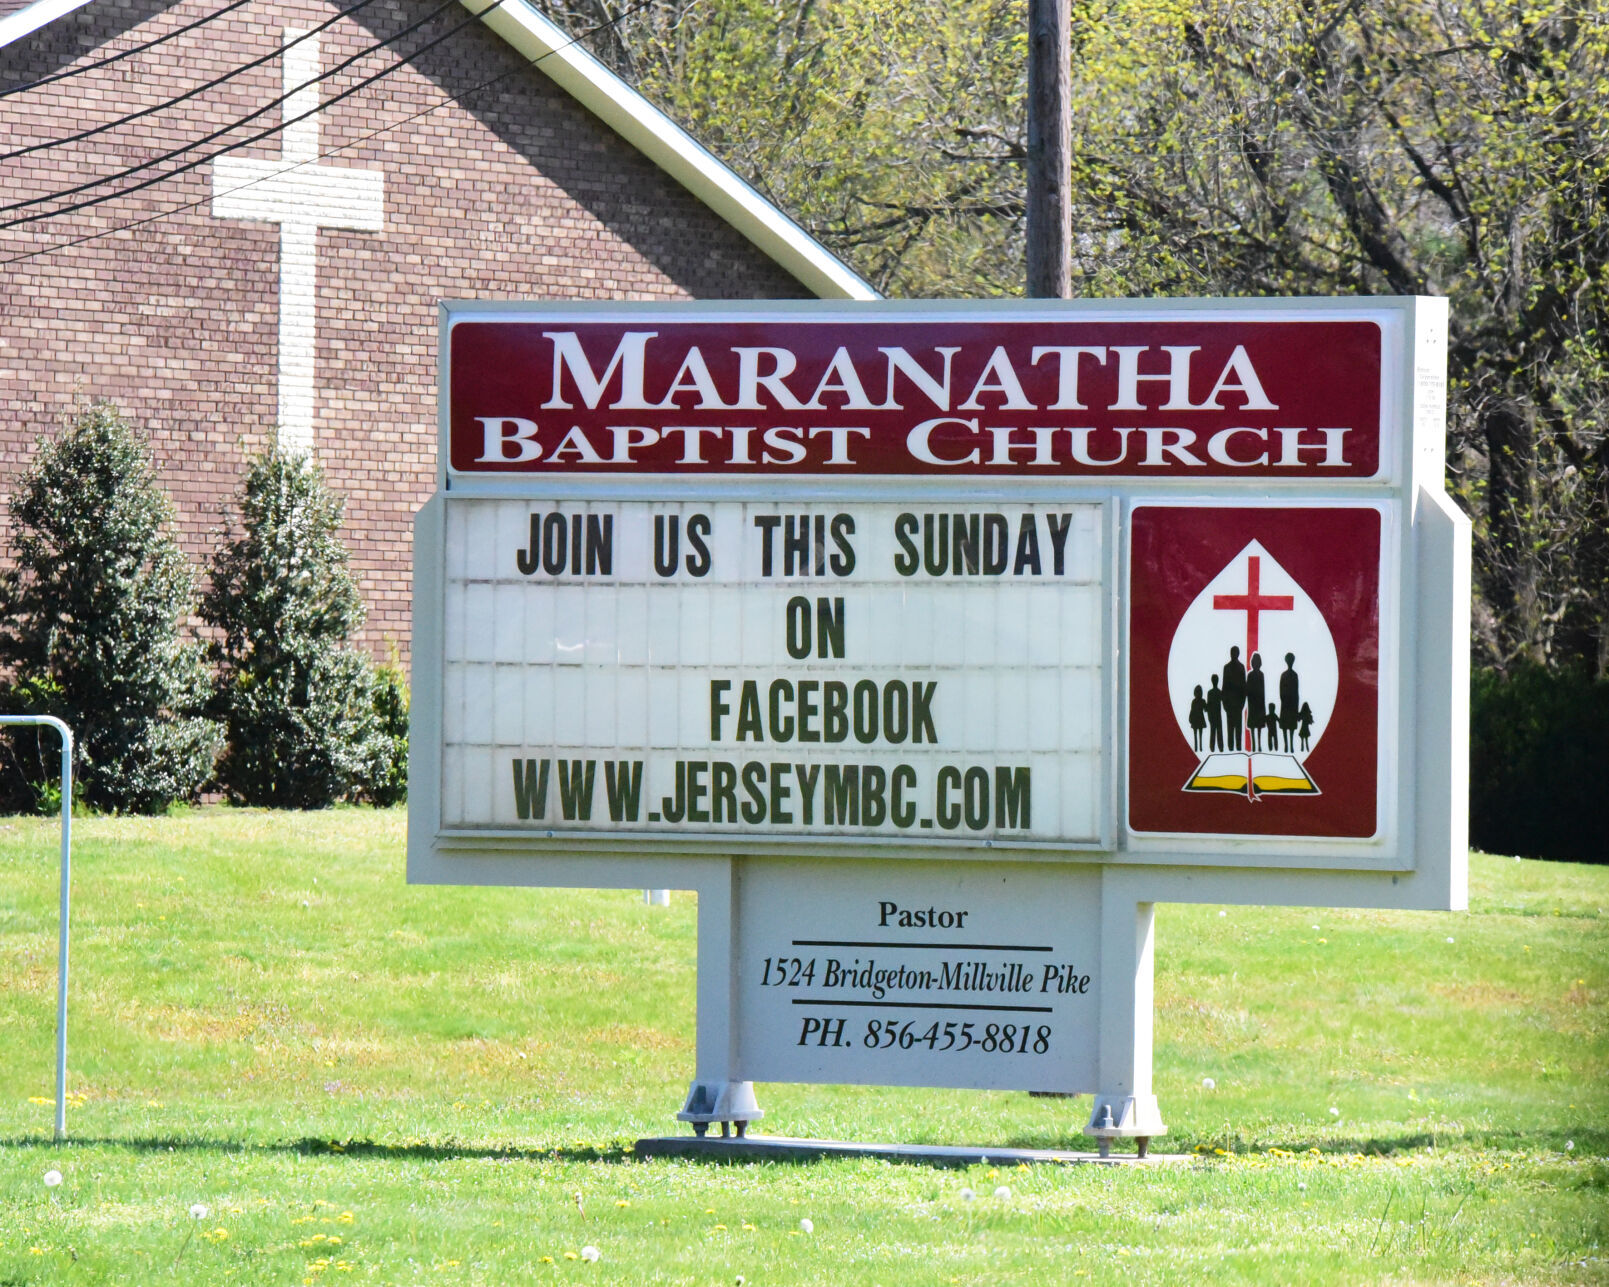 MARANATHA
BAPTIST CHURCH
JOIN US THIS SUNDAY
ON
FACEBOOK
WWW.JERSEYMBC.COM
Pastor
1524 Bridgeton-Millville Pike
PH. 856-455-8818